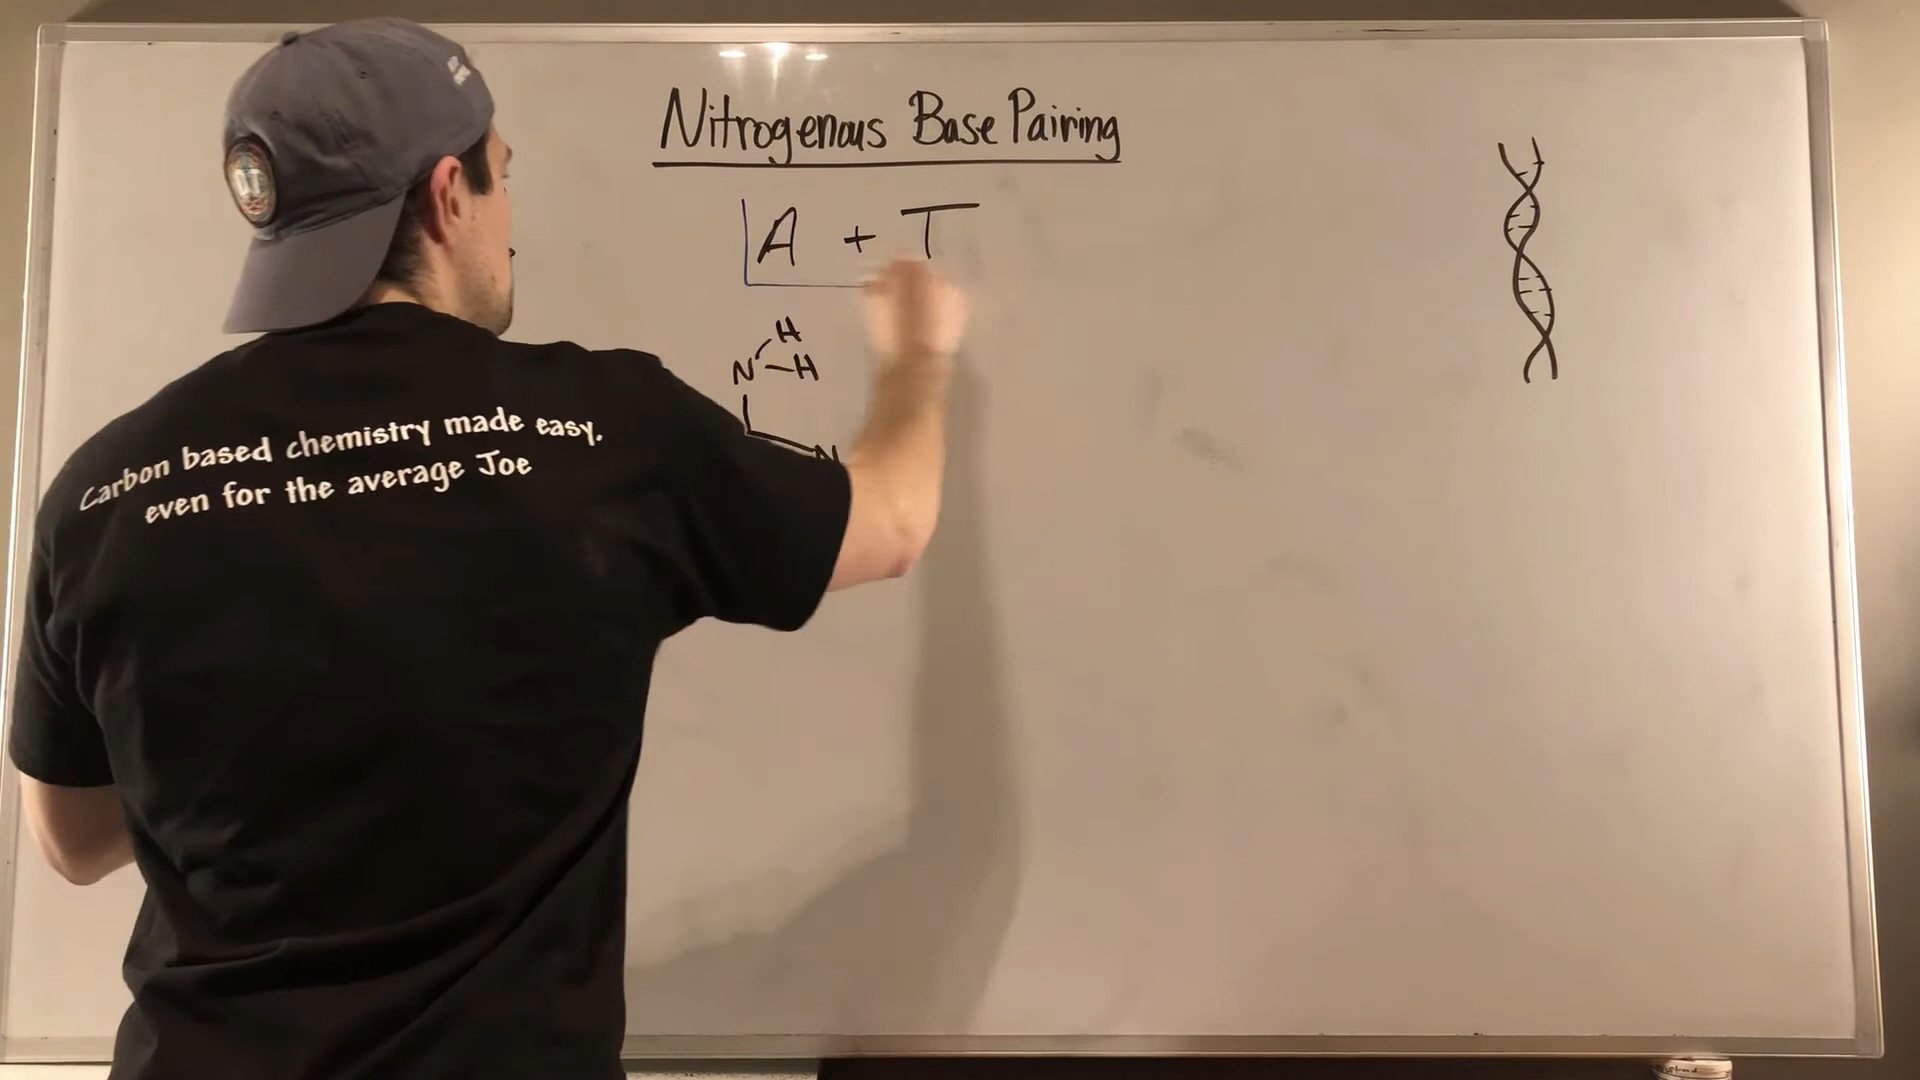 Nitrogenous Base Pairing
A + T
H
N
H
N
Carbon based chemistry made easy.
even for the average Joe